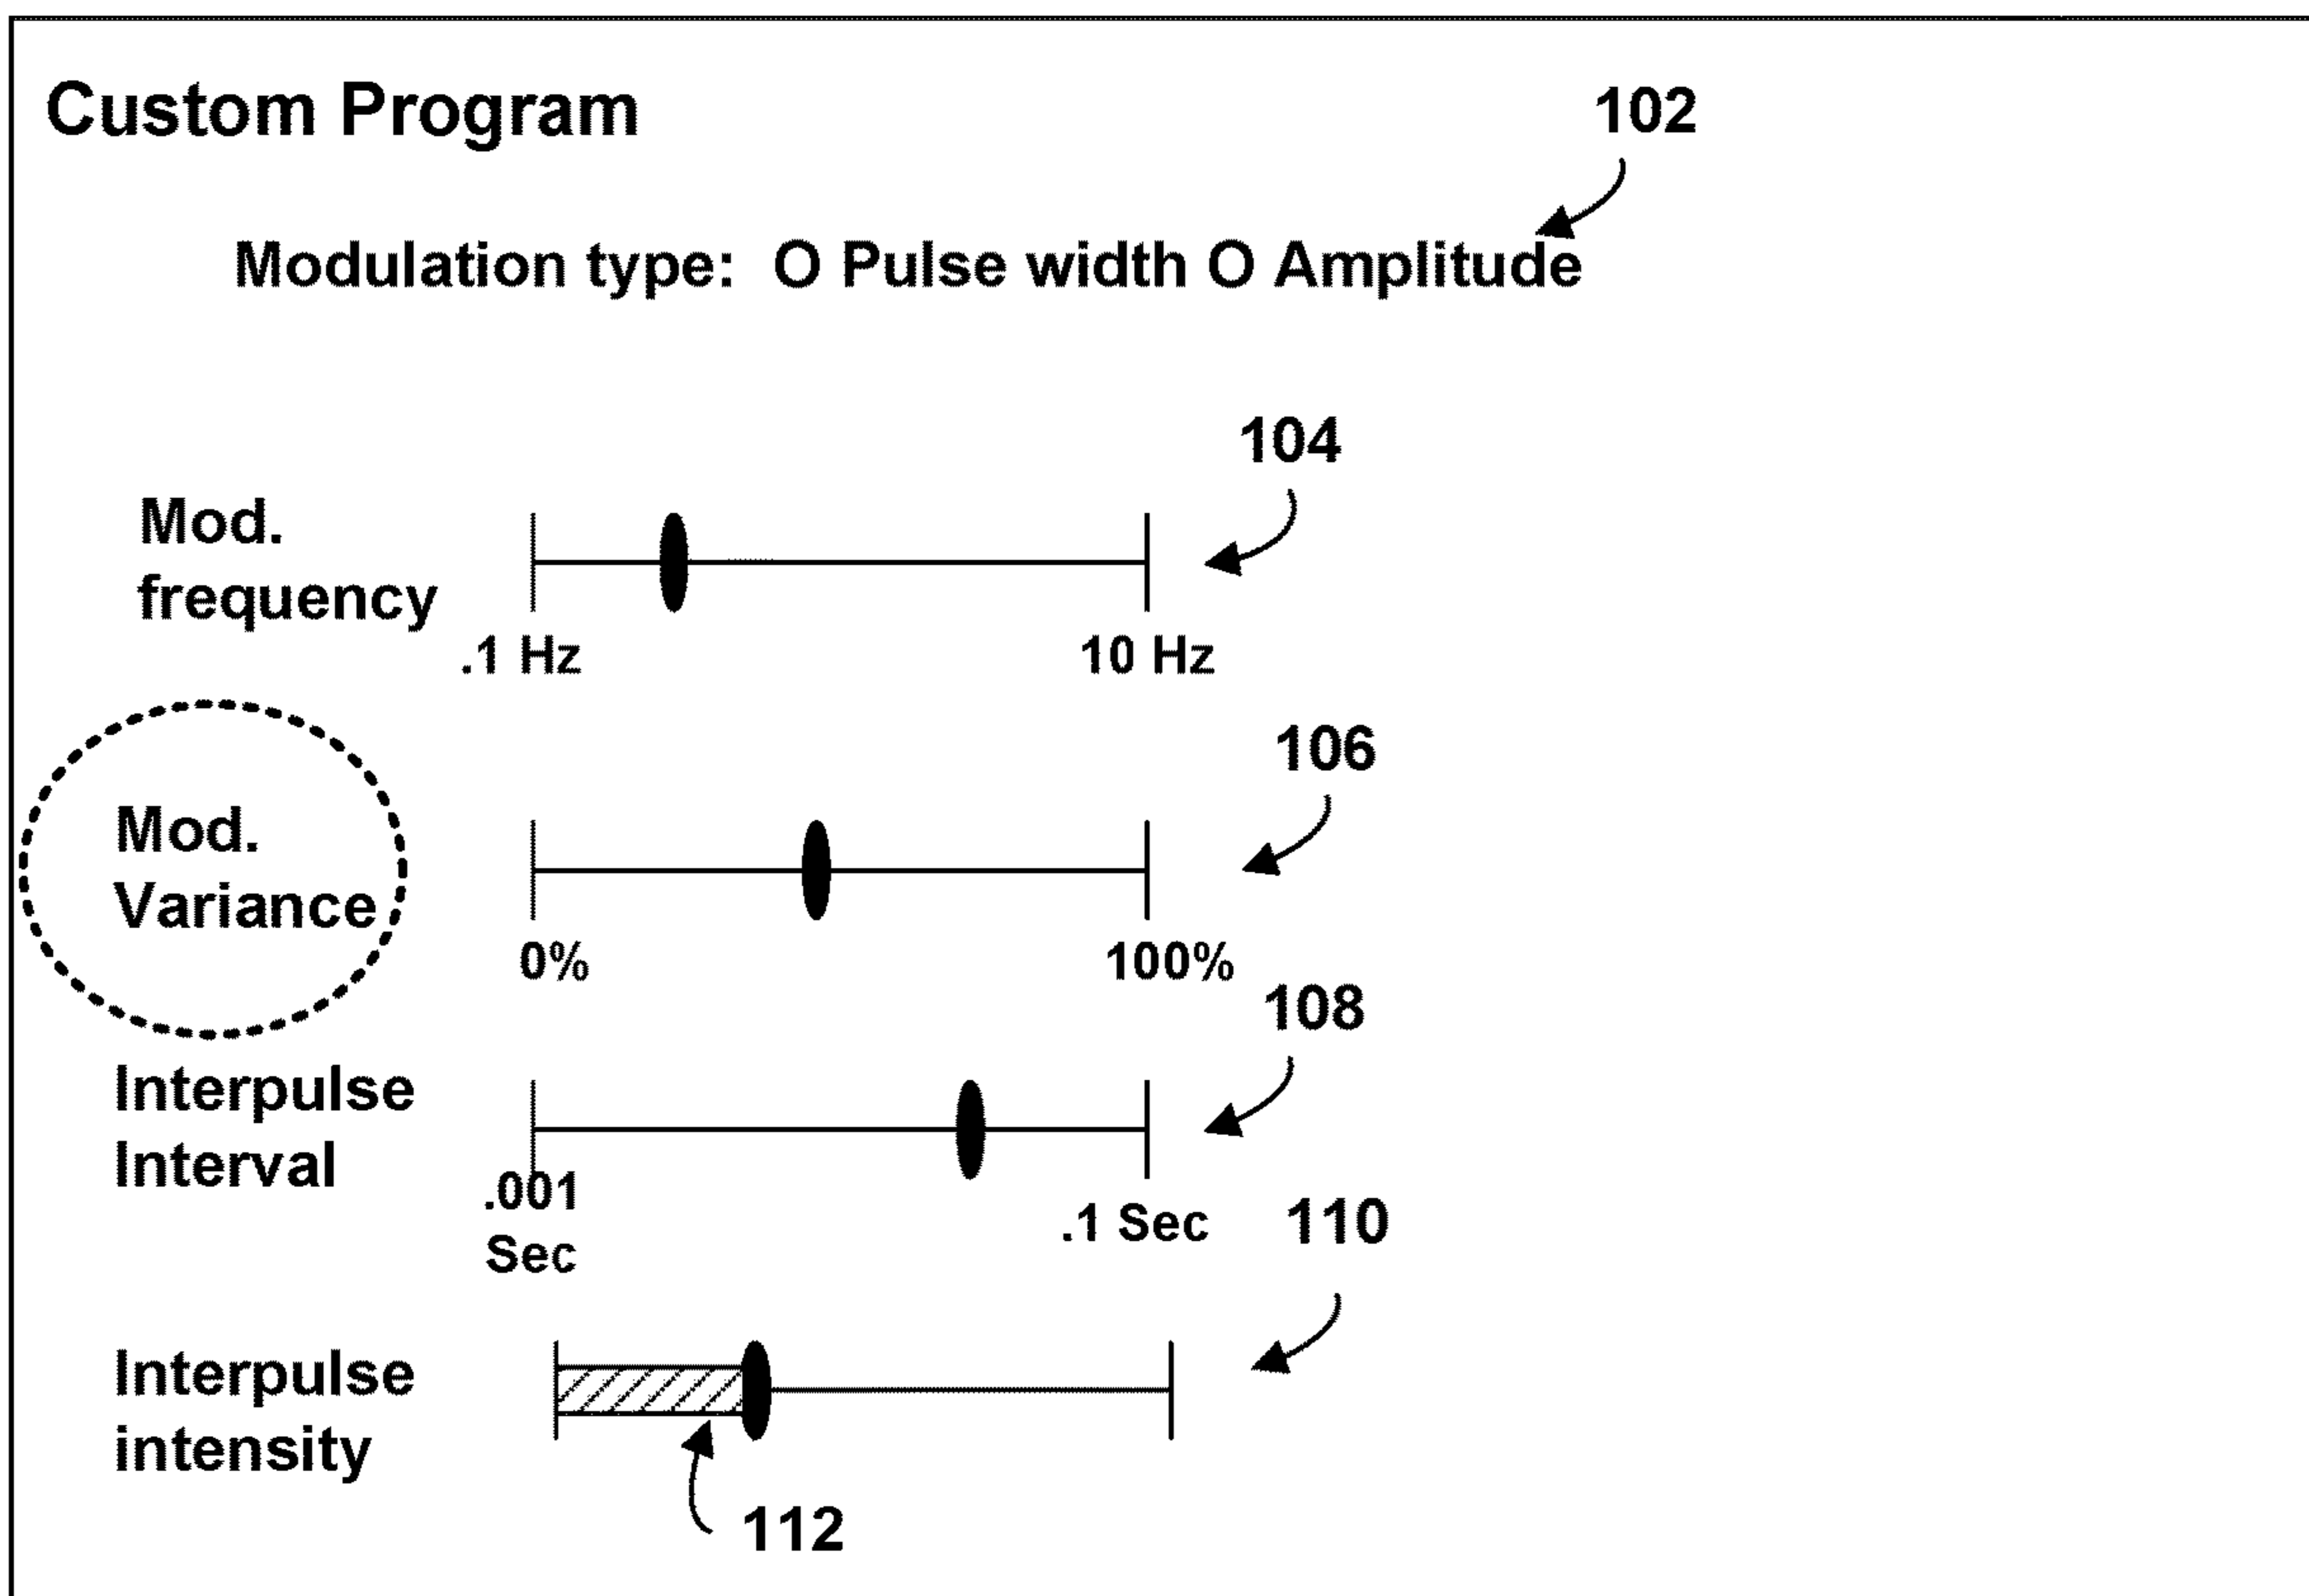 Custom Program
102
Modulation type: O Pulse width O Amplitude
104
Mod.
frequency
.1 Hz
10 Hz
106
Mod.
Variance
0%
100%
108
Interpulse
Interval
.001
Sec
.1 Sec
110
Interpulse
intensity
112